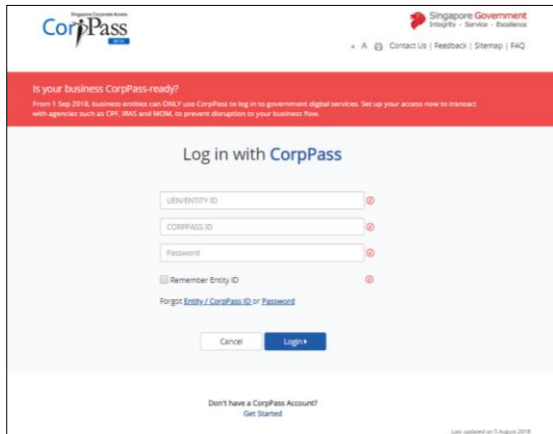 Singapore Corporate Access
CorpPass
BETA
Singapore Government
Integrity · Service · Excellence
A A Contact Us | Feedback | Sitemap | FAQ
Is your business CorpPass-ready?
From 1 Sep 2018, business entities can ONLY use CorpPass to log in to government digital services. Set up your access now to transact
with agencies such as CPF, IRAS and MOM, to prevent disruption to your business flow.
Log in with CorpPass
UEN/ENTITY ID
CORPPASS ID
Password
Remember Entity ID
Forgot Entity / CorpPass ID or Password
Cancel
Login
Don't have a CorpPass Account?
Get Started
Last updated on 5 August 2018